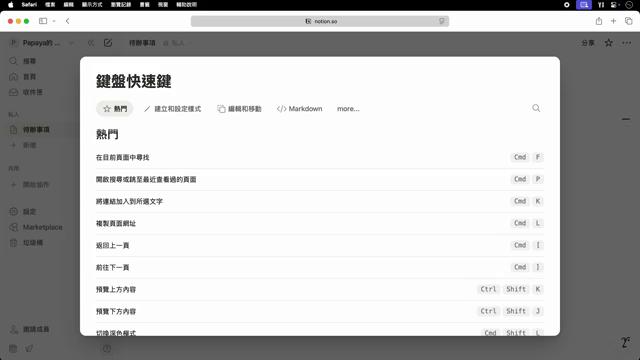 Safari 檔案 編輯 顯示方式 瀏覽記錄 書籤 視窗 輔助說明
notion.so
Papaya的 ...
待辦事項
私人
分享
搜尋
首頁
收件匣
私人
待辦事項
新增
共用
開始協作
設定
Marketplace
垃圾桶
邀請成員
鍵盤快速鍵
熱門 建立和設定樣式 編輯和移動 Markdown more...
熱門
在目前頁面中尋找 Cmd F
開啟搜尋或跳至最近查看過的頁面 Cmd P
將連結加入到所選文字 Cmd K
複製頁面網址 Cmd L
返回上一頁 Cmd [
前往下一頁 Cmd ]
預覽上方內容 Ctrl Shift K
預覽下方內容 Ctrl Shift J
切換深色模式 Cmd Shift L